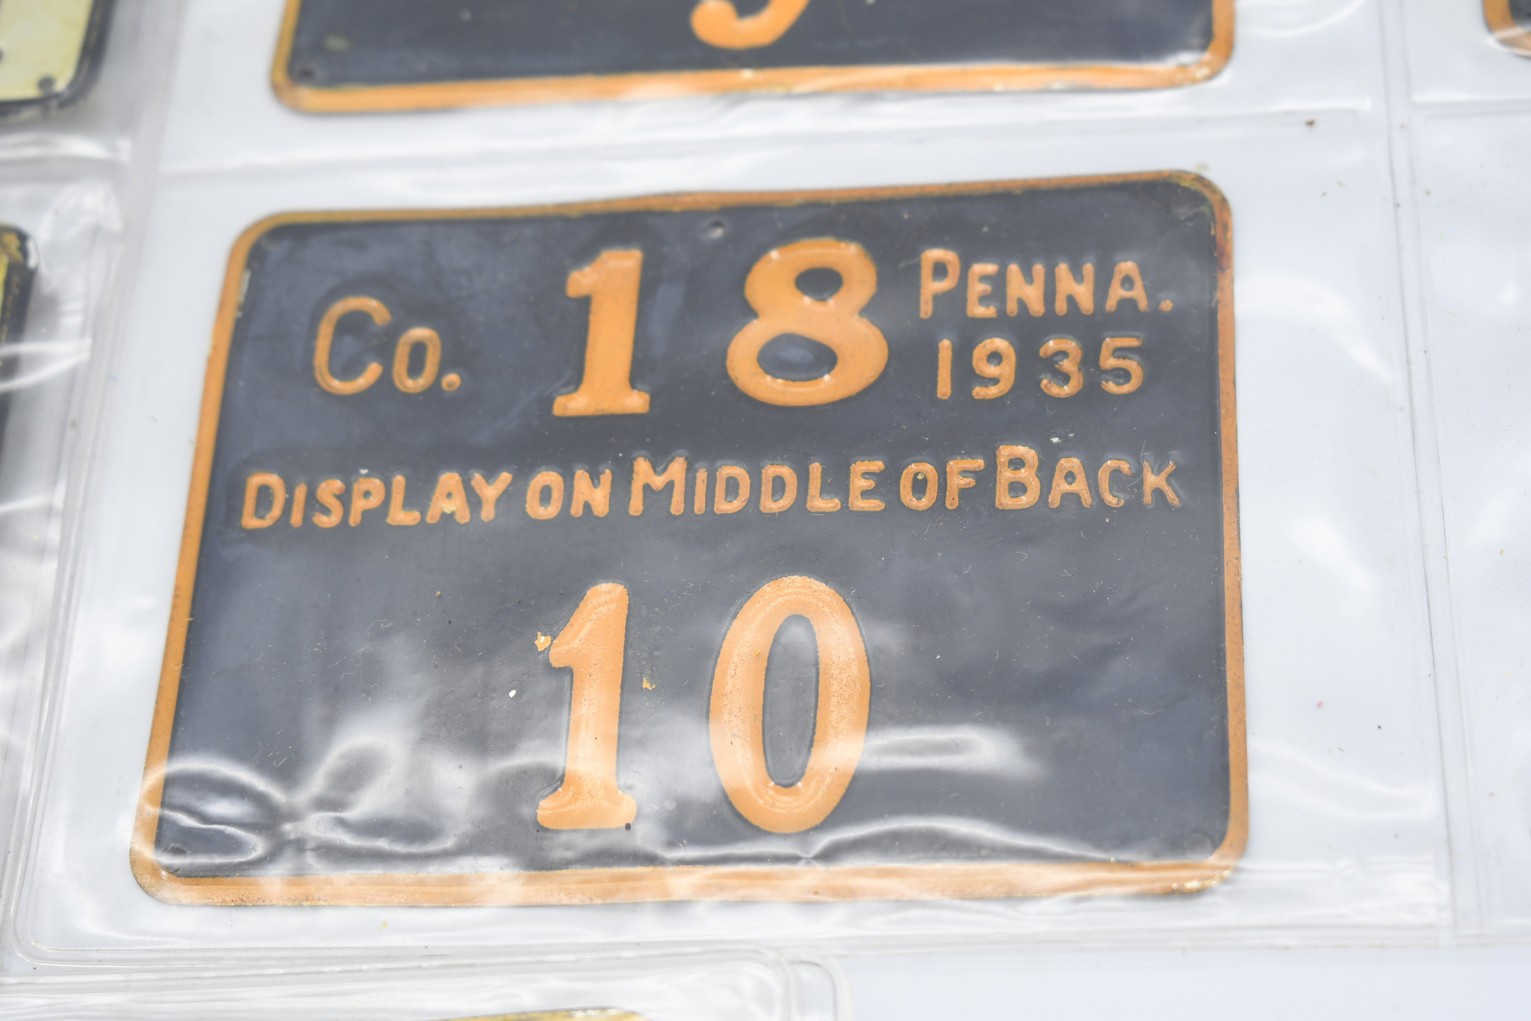 Co. 18 PENNA.
1935
DISPLAY ON MIDDLE OF BACK
10